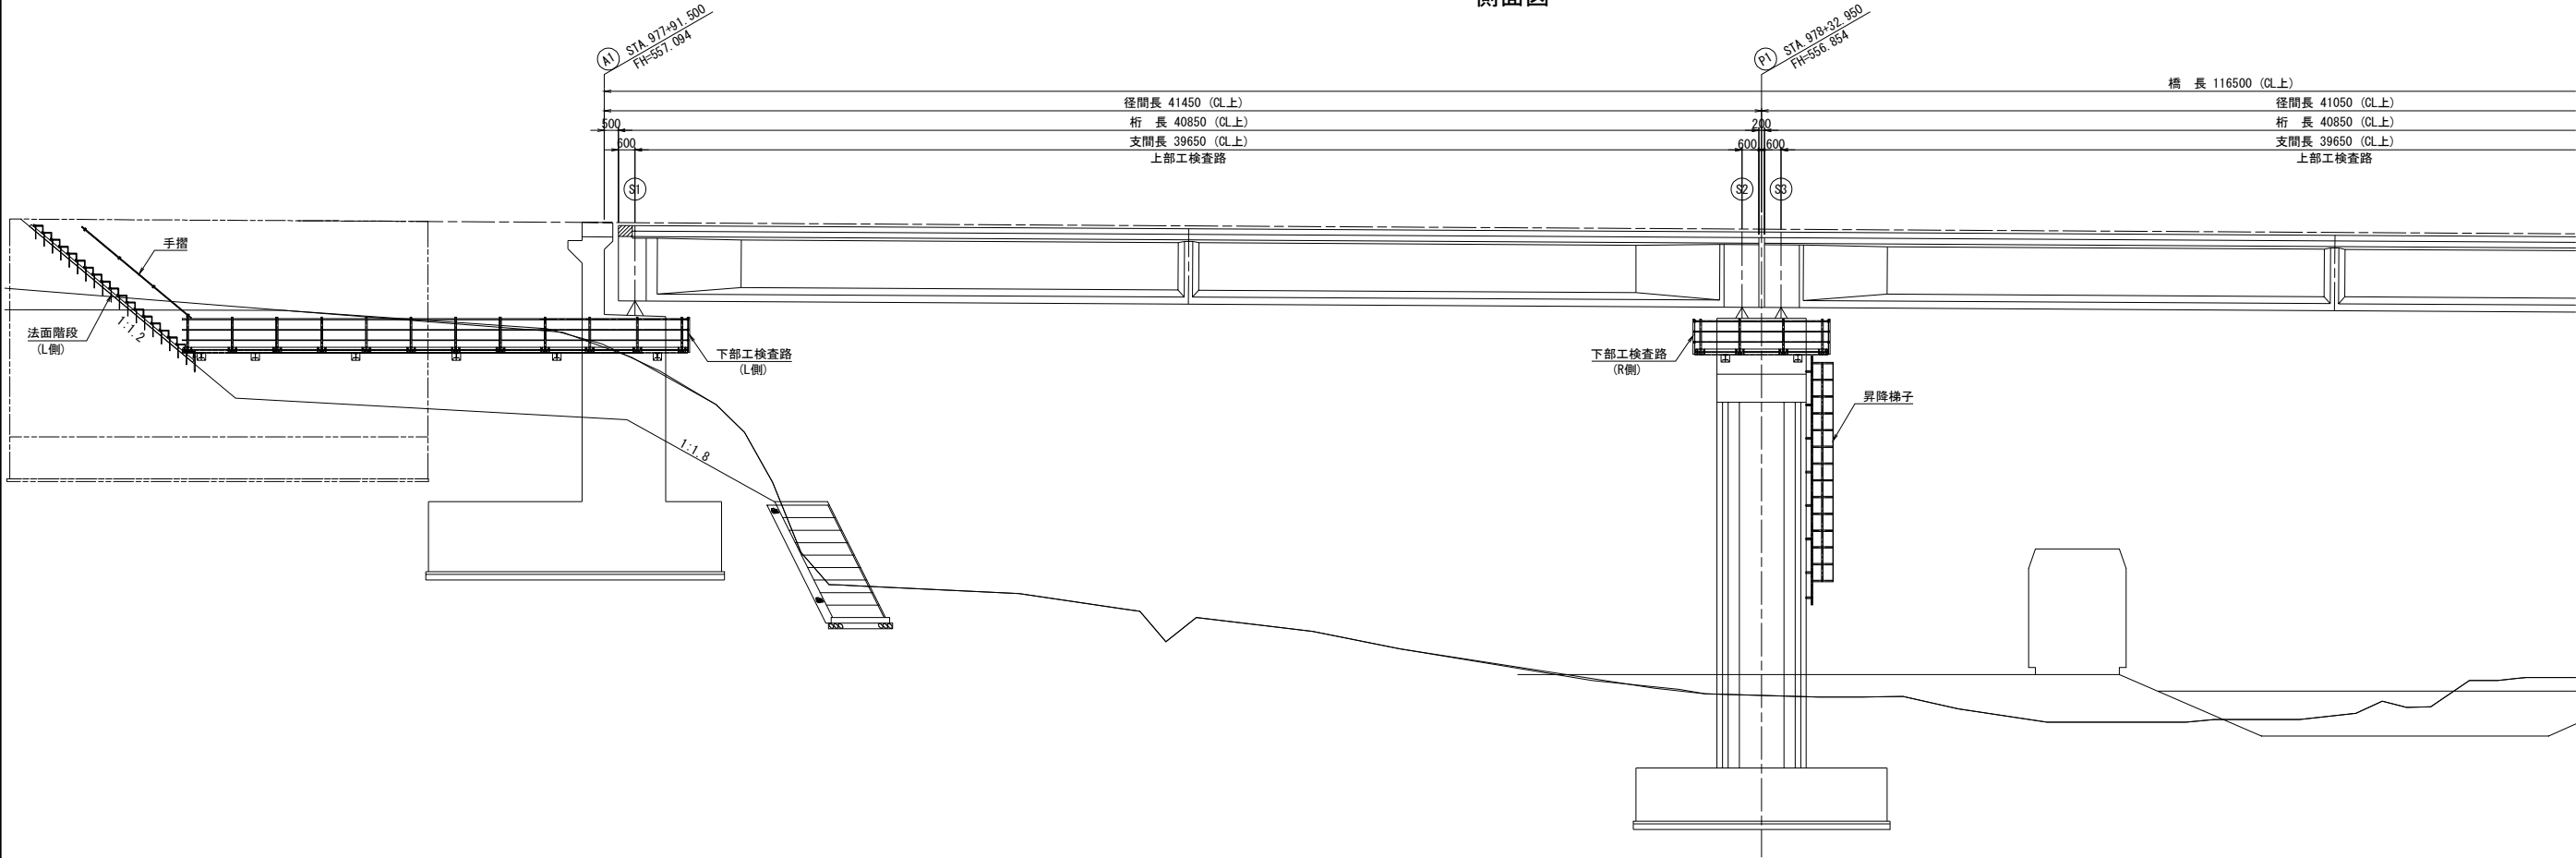 側面図
A1
STA.977+91.500
FH=557.094
P1
STA.978+32.950
FH=556.854
橋　長 116500 (CL上)
径間長 41450 (CL上)
径間長 41050 (CL上)
500
桁　長 40850 (CL上)
200
桁　長 40850 (CL上)
600
支間長 39650 (CL上)
600
600
支間長 39650 (CL上)
上部工検査路
上部工検査路
S1
S2
S3
手摺
法面階段
(L側)
1:1.2
下部工検査路
(L側)
下部工検査路
(R側)
昇降梯子
1:1.8